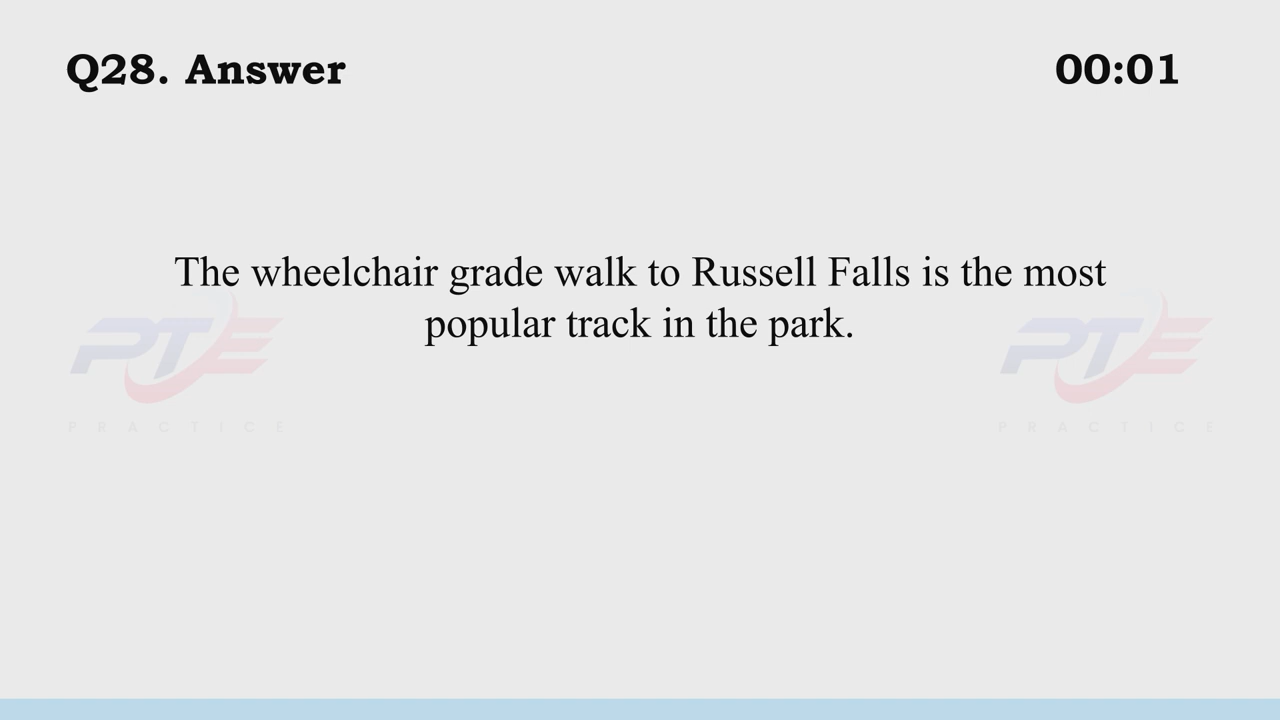 Q28. Answer
00:01
The wheelchair grade walk to Russell Falls is the most
popular track in the park.
PTE
PRACTICE
PTE
PRACTICE